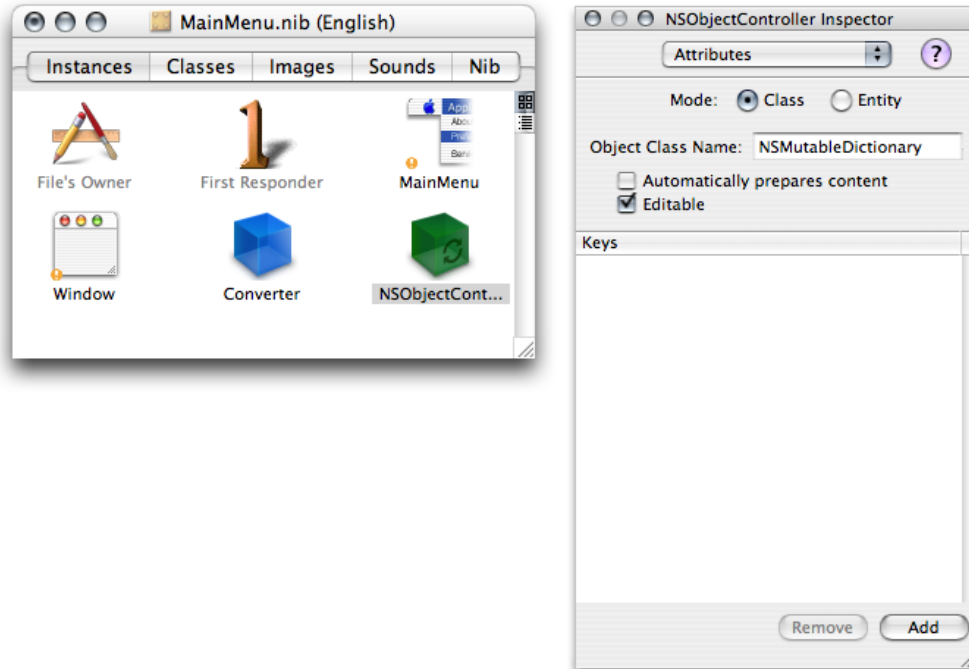 MainMenu.nib (English)
Instances Classes Images Sounds Nib
File's Owner First Responder MainMenu
Window Converter NSObjectCont...
NSObjectController Inspector
Attributes ?
Mode: Class Entity
Object Class Name: NSMutableDictionary
Automatically prepares content
Editable
Keys
Remove Add